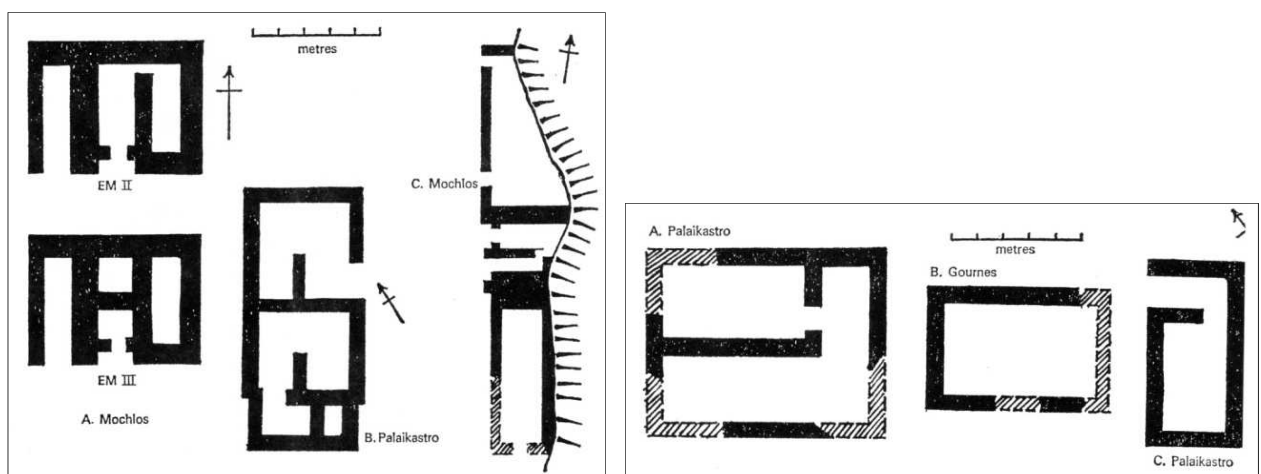 metres
EM II
C. Mochlos
EM III
A. Mochlos
B. Palaikastro
A. Palaikastro
metres
B. Gournes
C. Palaikastro